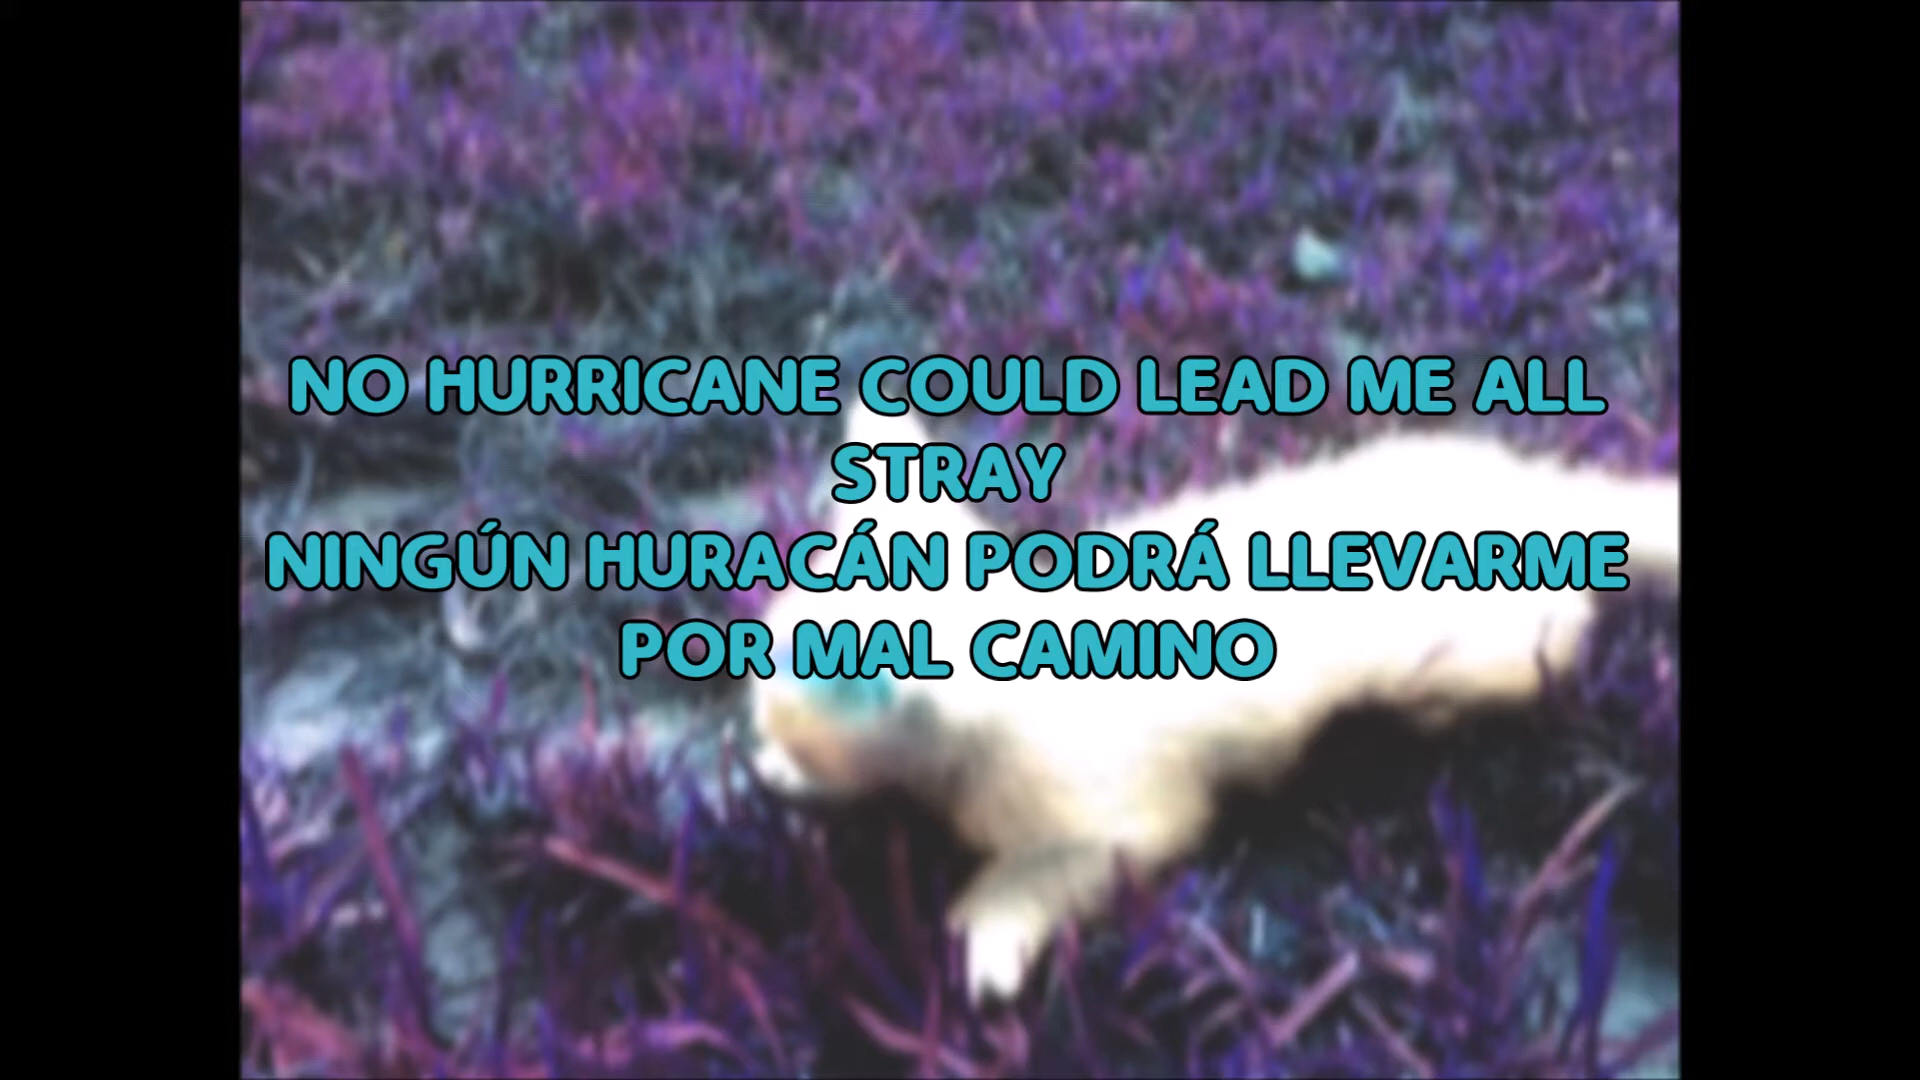 NO HURRICANE COULD LEAD ME ALL
STRAY
NINGÚN HURACÁN PODRÁ LLEVARME
POR MAL CAMINO